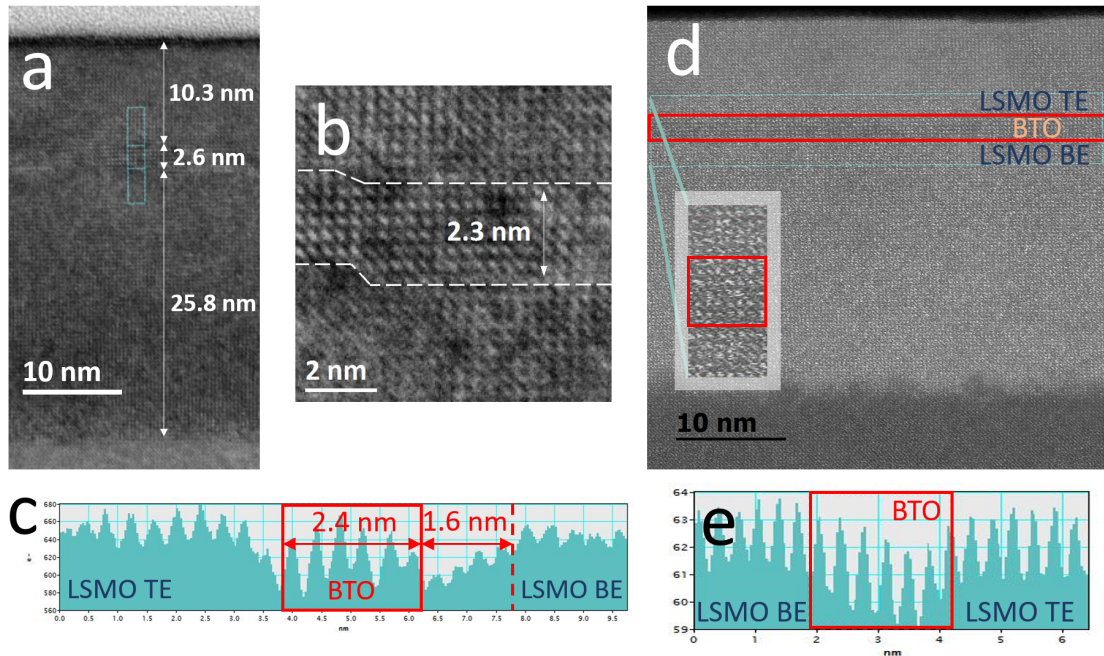 a
10.3 nm
2.6 nm
25.8 nm
10 nm
b
2.3 nm
2 nm
d
LSMO TE
BTO
LSMO BE
10 nm
c
680
660
640
620
600
580
560
2.4 nm
1.6 nm
LSMO TE
BTO
LSMO BE
0.0 0.5 1.0 1.5 2.0 2.5 3.0 3.5 4.0 4.5 5.0 5.5 6.0 6.5 7.0 7.5 8.0 8.5 9.0 9.5
nm
e
64
63
62
61
60
59
BTO
LSMO BE
LSMO TE
0 1 2 3 4 5 6
nm